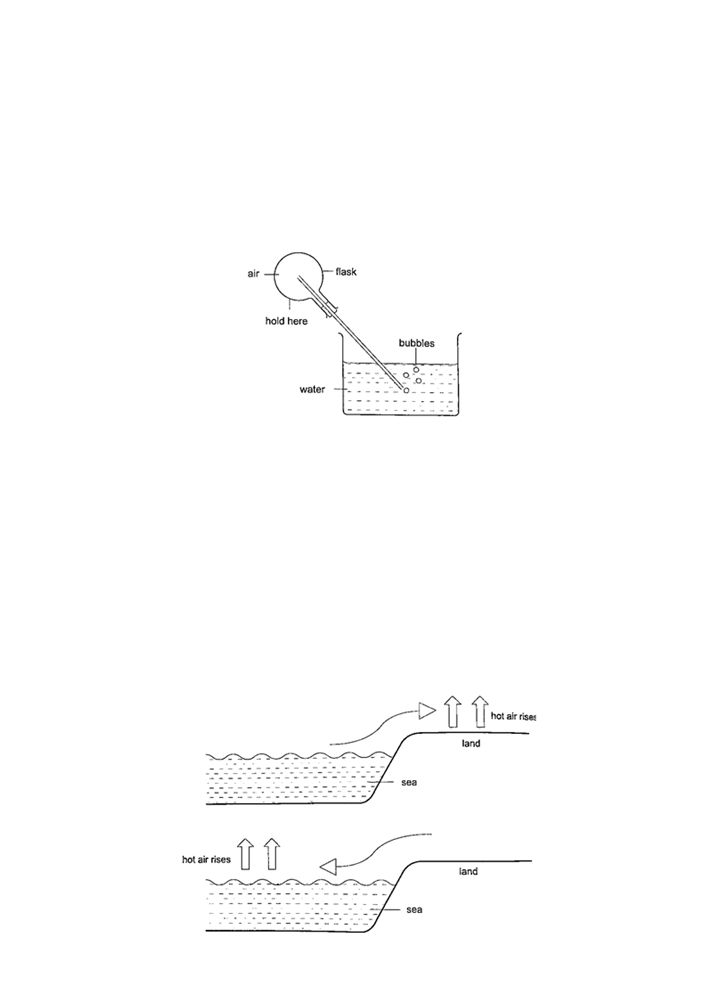 air
flask
hold here
bubbles
water
hot air rises
land
sea
hot air rises
land
sea